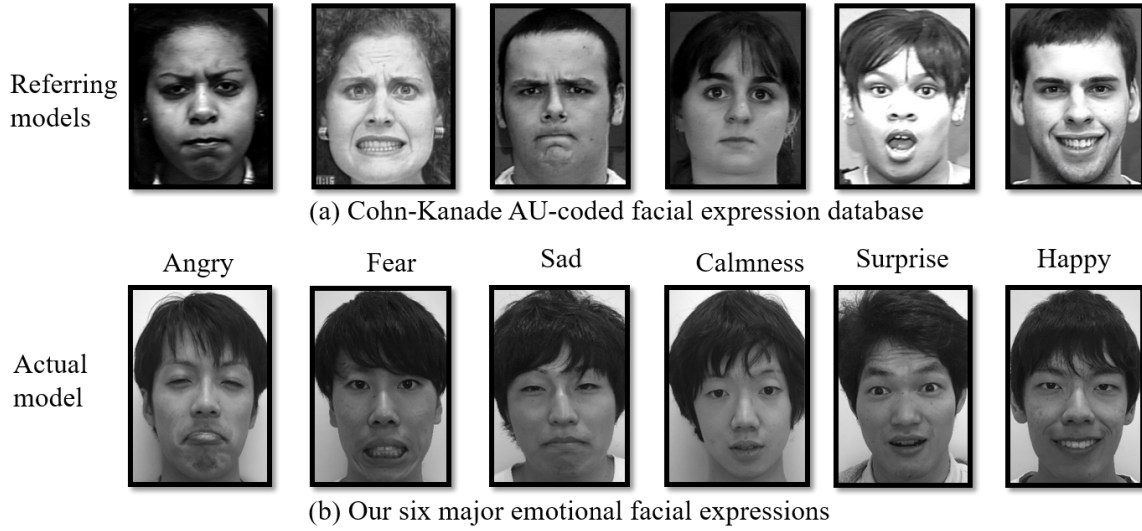 Referring
models
(a) Cohn-Kanade AU-coded facial expression database
Angry Fear Sad Calmness Surprise Happy
Actual
model
(b) Our six major emotional facial expressions